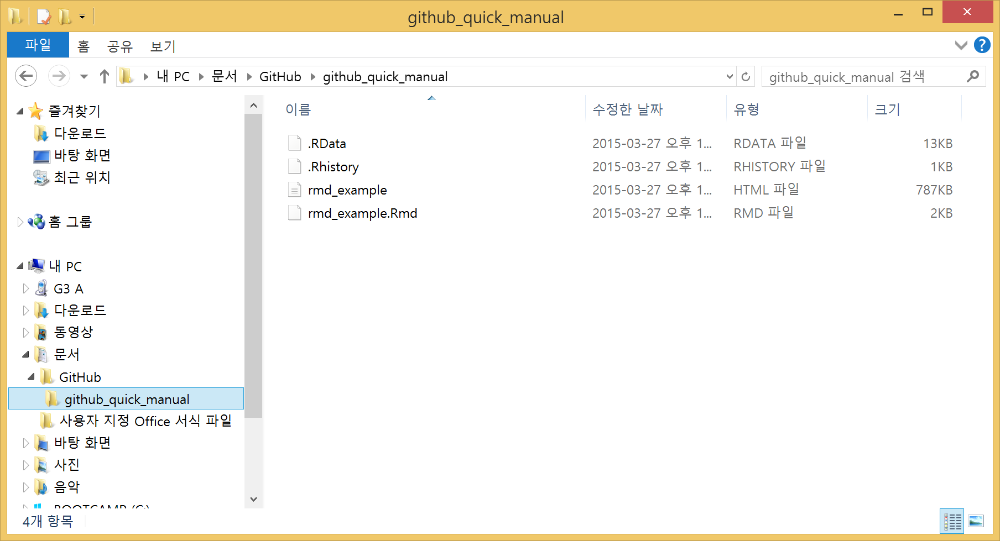 github_quick_manual
파일 홈 공유 보기
내 PC 문서 GitHub github_quick_manual
github_quick_manual 검색
즐겨찾기
다운로드
바탕 화면
최근 위치
홈 그룹
내 PC
G3 A
다운로드
동영상
문서
GitHub
github_quick_manual
사용자 지정 Office 서식 파일
바탕 화면
사진
음악
BOOTCAMP (C:)
이름 수정한 날짜 유형 크기
.RData 2015-03-27 오후 1... RDATA 파일 13KB
.Rhistory 2015-03-27 오후 1... RHISTORY 파일 1KB
rmd_example 2015-03-27 오후 1... HTML 파일 787KB
rmd_example.Rmd 2015-03-27 오후 1... RMD 파일 2KB
4개 항목